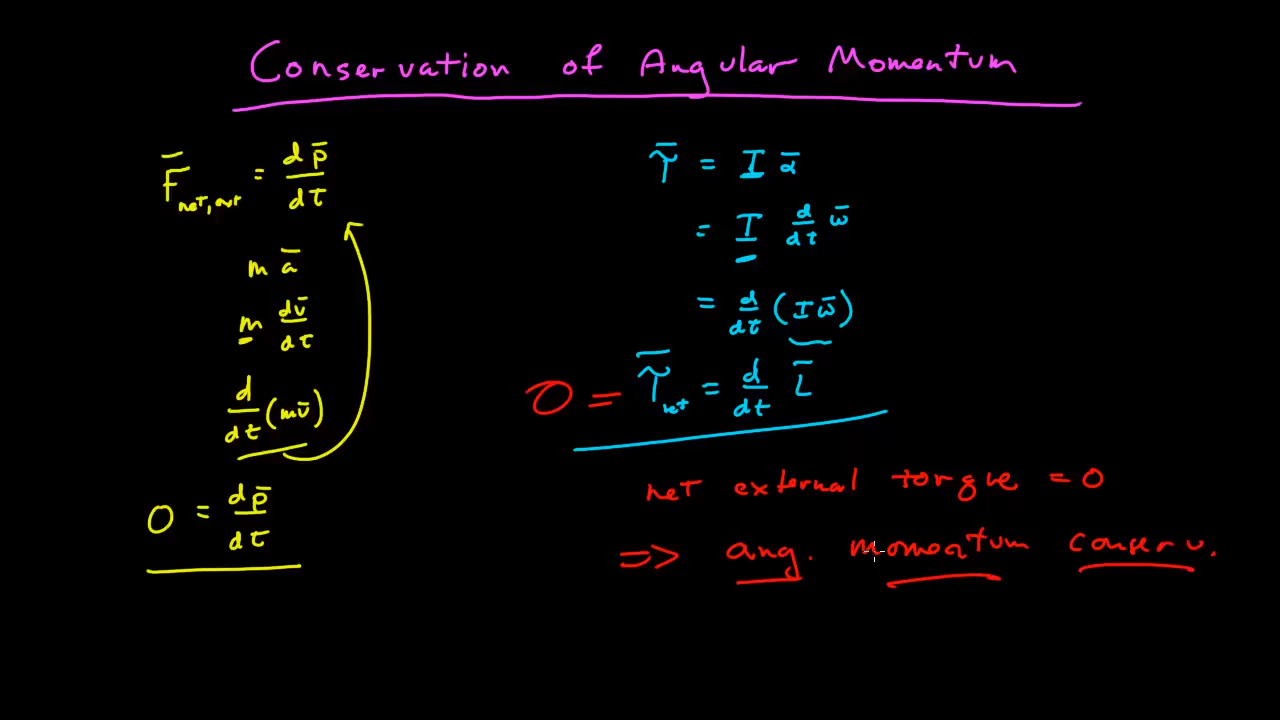 Conservation of Angular Momentum
F̄ net, ext = dp̄/dt
m ā
m dv̄/dt
d/dt (mv̄)
0 = dp̄/dt
τ̄ = I ᾱ
= I d/dt ω̄
= d/dt (I ω̄)
0 = τ̄ net = d/dt L̄
net external torque = 0
=> ang. momentum conserv.